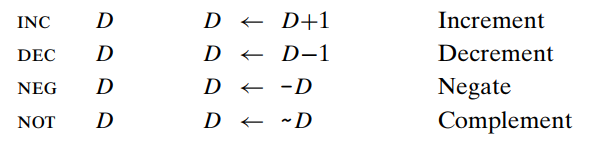 INC D D ← D+1 Increment
DEC D D ← D−1 Decrement
NEG D D ← -D Negate
NOT D D ← ~D Complement